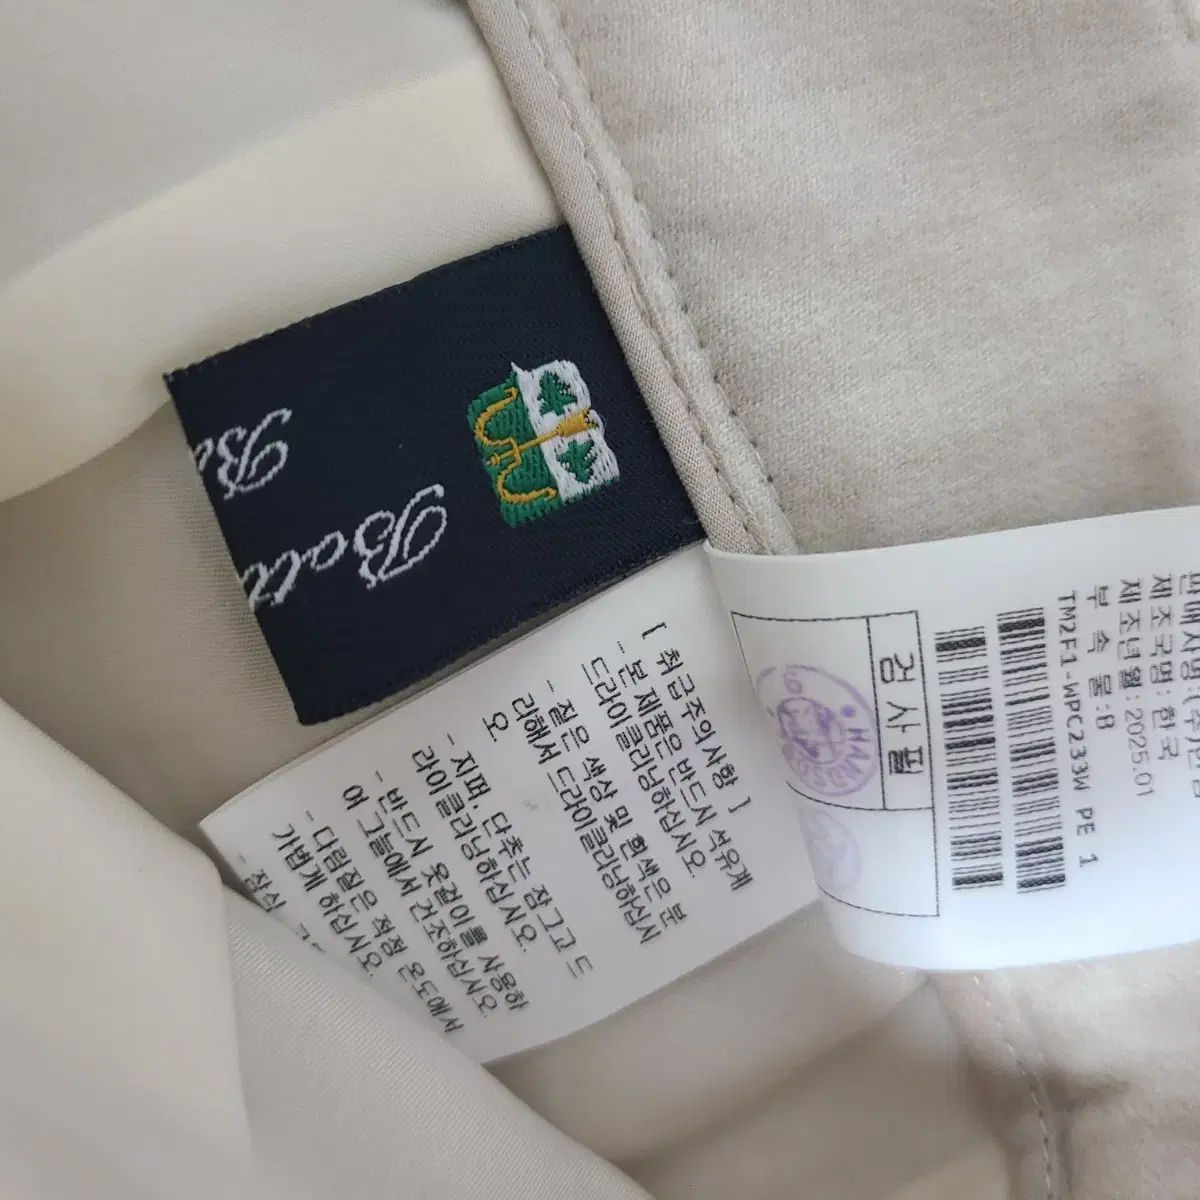 Ba
Batt
[ 취급주의사항 ]
- 본 제품은 반드시 석유계
드라이클리닝하십시오.
- 짙은 색상 및 흰색은 분
리해서 드라이클리닝하십시
오
- 지퍼, 단추는 잠그고 드
라이클리닝하십시오.
- 반드시 옷걸이를 사용하
여 그늘에서 건조하십시오.
- 다림질은 적정 온도에서
가볍게 하십시오.
제조국명:한국
제조년월:2025.01
부 속 물:B
TM2F1-WPC233W PE 1
검사필